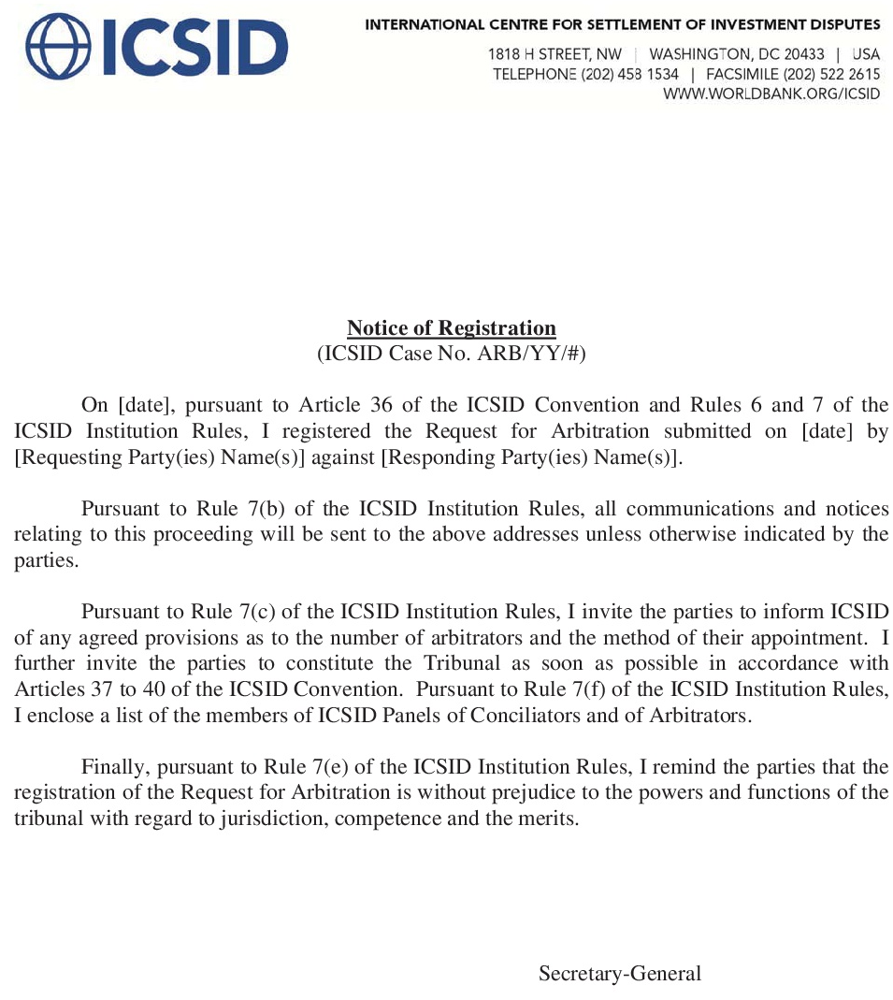 ICSID
INTERNATIONAL CENTRE FOR SETTLEMENT OF INVESTMENT DISPUTES
1818 H STREET, NW | WASHINGTON, DC 20433 | USA
TELEPHONE (202) 458 1534 | FACSIMILE (202) 522 2615
WWW.WORLDBANK.ORG/ICSID
Notice of Registration
(ICSID Case No. ARB/YY/#)
On [date], pursuant to Article 36 of the ICSID Convention and Rules 6 and 7 of the
ICSID Institution Rules, I registered the Request for Arbitration submitted on [date] by
[Requesting Party(ies) Name(s)] against [Responding Party(ies) Name(s)].
Pursuant to Rule 7(b) of the ICSID Institution Rules, all communications and notices
relating to this proceeding will be sent to the above addresses unless otherwise indicated by the
parties.
Pursuant to Rule 7(c) of the ICSID Institution Rules, I invite the parties to inform ICSID
of any agreed provisions as to the number of arbitrators and the method of their appointment. I
further invite the parties to constitute the Tribunal as soon as possible in accordance with
Articles 37 to 40 of the ICSID Convention. Pursuant to Rule 7(f) of the ICSID Institution Rules,
I enclose a list of the members of ICSID Panels of Conciliators and of Arbitrators.
Finally, pursuant to Rule 7(e) of the ICSID Institution Rules, I remind the parties that the
registration of the Request for Arbitration is without prejudice to the powers and functions of the
tribunal with regard to jurisdiction, competence and the merits.
Secretary-General